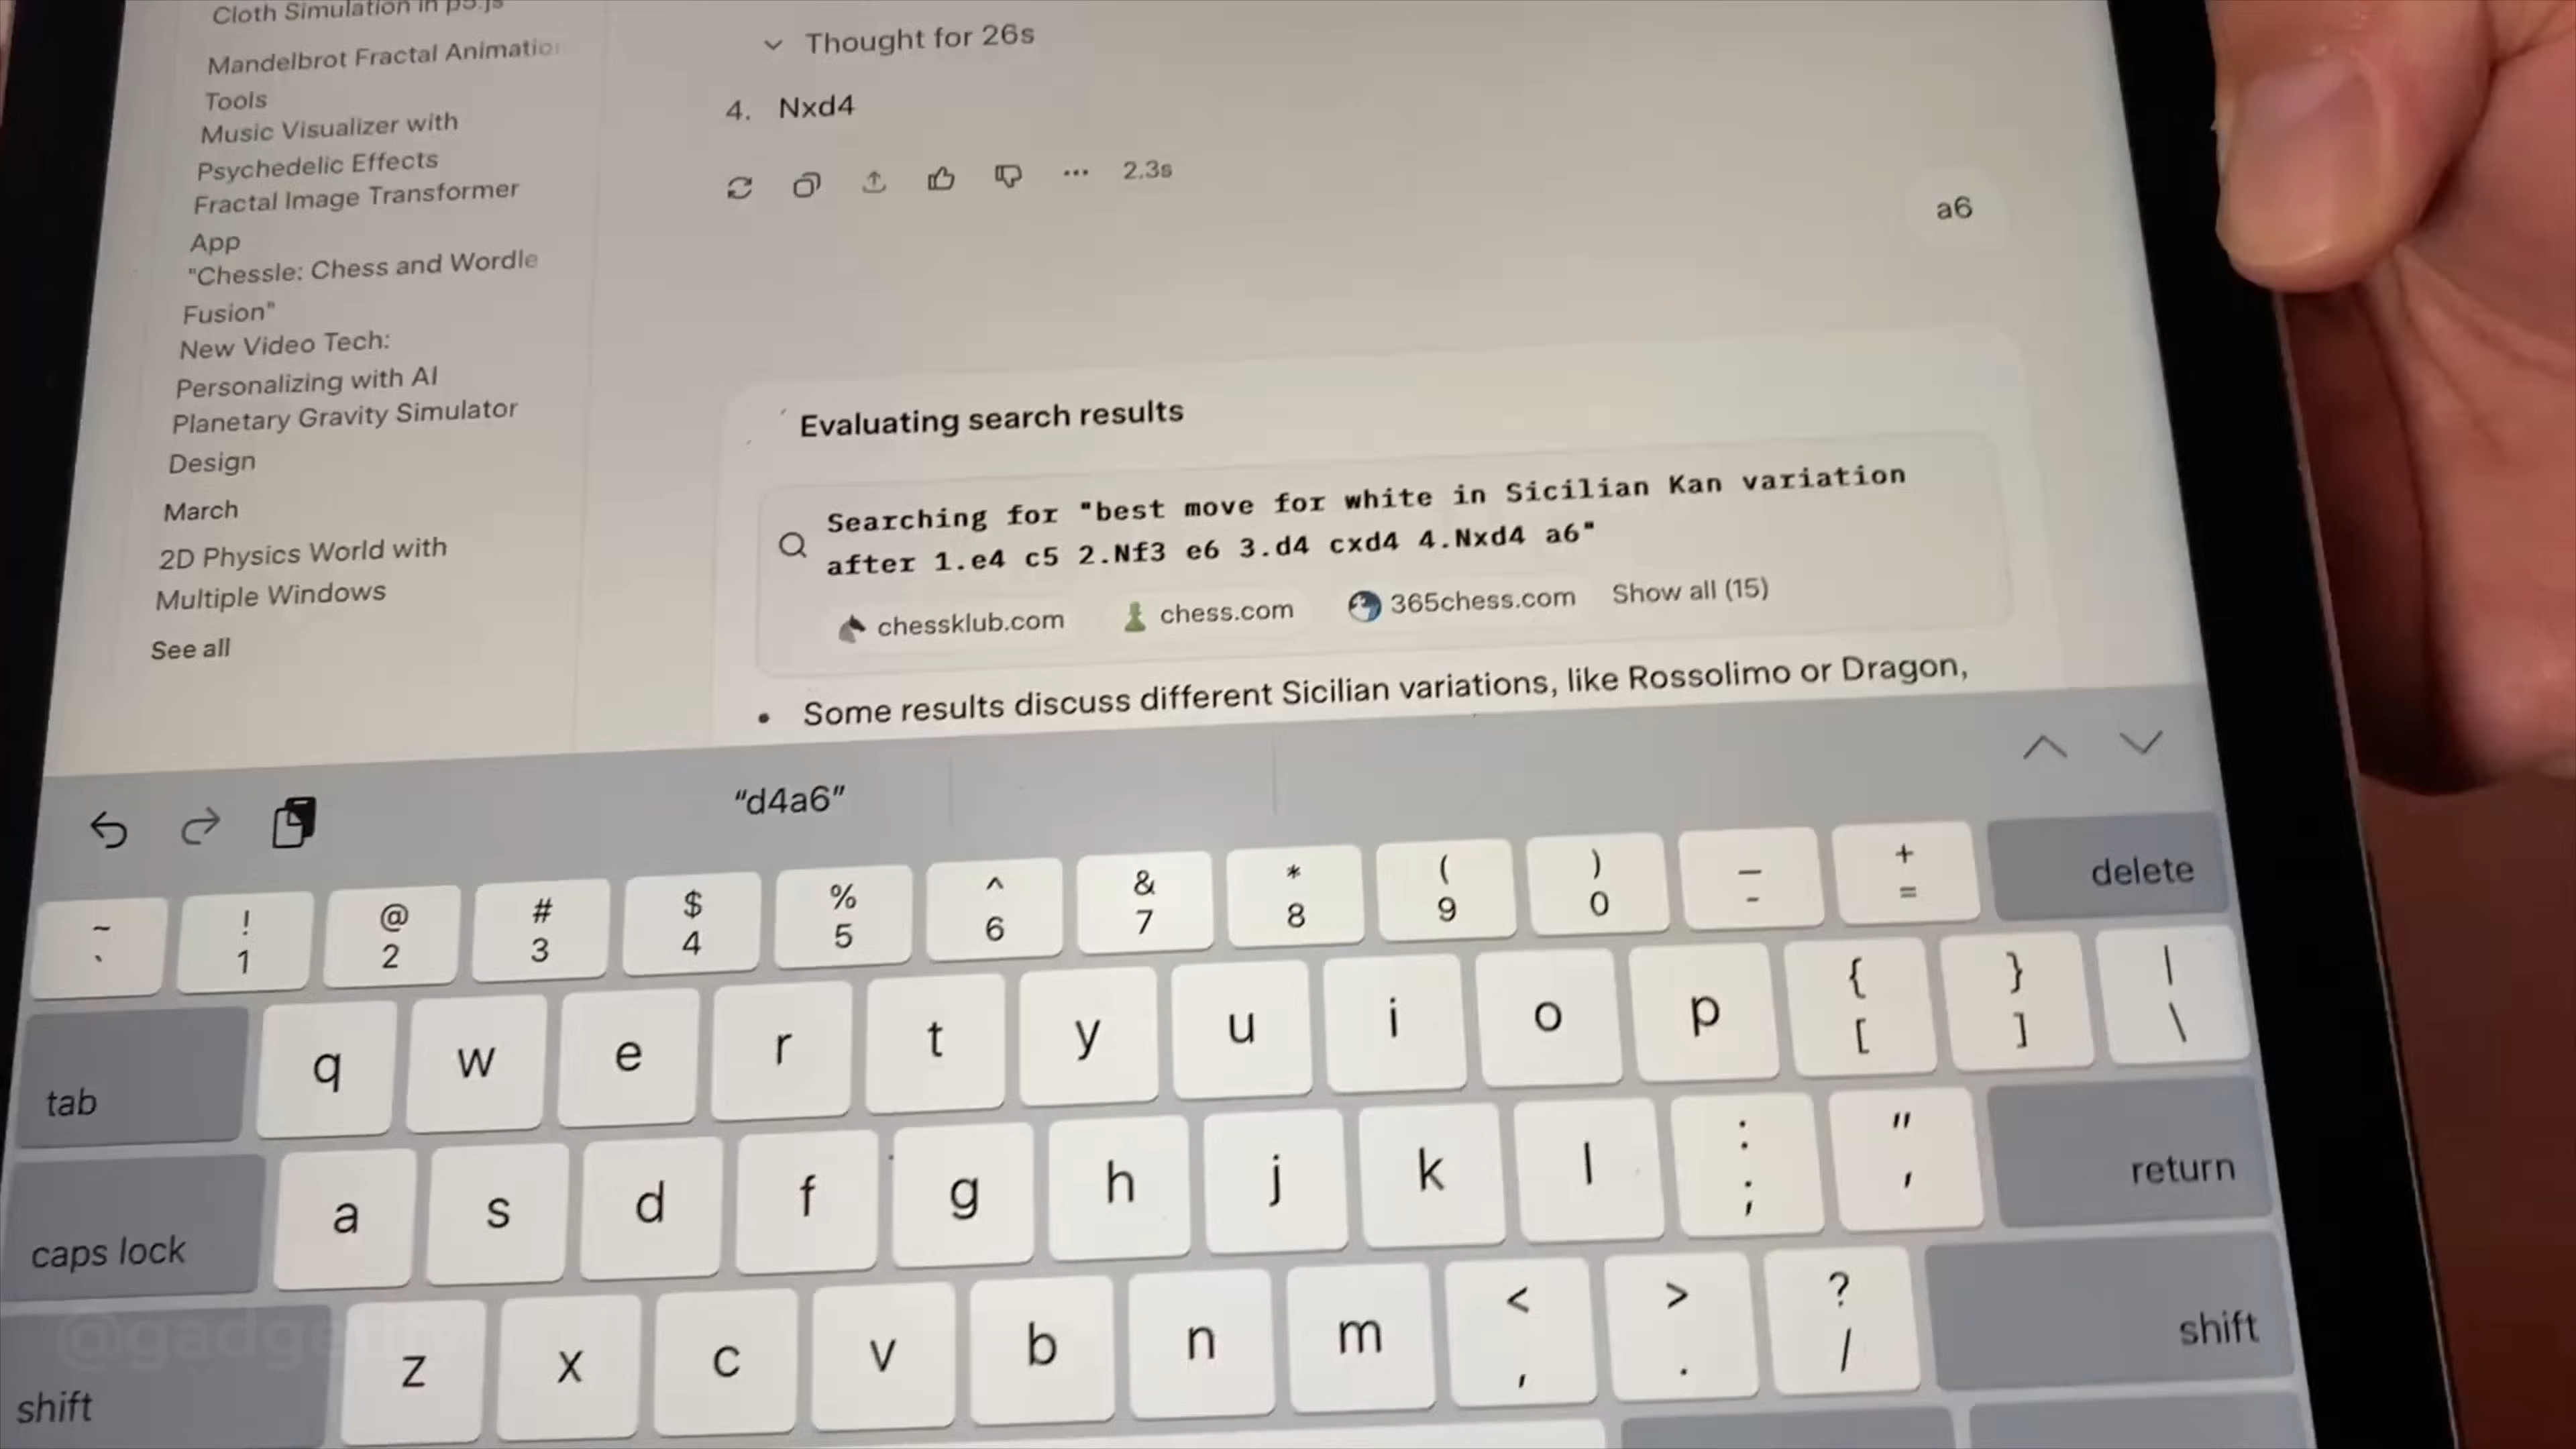 Cloth Simulation in p5.js
Mandelbrot Fractal Animatio
Tools
Music Visualizer with
Psychedelic Effects
Fractal Image Transformer
App
"Chessle: Chess and Wordle
Fusion"
New Video Tech:
Personalizing with AI
Planetary Gravity Simulator
Design
March
2D Physics World with
Multiple Windows
See all
Thought for 26s
4. Nxd4
2.3s
a6
Evaluating search results
Searching for "best move for white in Sicilian Kan variation
after 1.e4 c5 2.Nf3 e6 3.d4 cxd4 4.Nxd4 a6"
chessklub.com chess.com 365chess.com Show all (15)
• Some results discuss different Sicilian variations, like Rossolimo or Dragon,
“d4a6”
~ ! @ # $ % ^ & * ( ) _ +
` 1 2 3 4 5 6 7 8 9 0 - = delete
tab q w e r t y u i o p { [ } ] | \
caps lock a s d f g h j k l : ; " ' return
shift z x c v b n m < , > . ? / shift